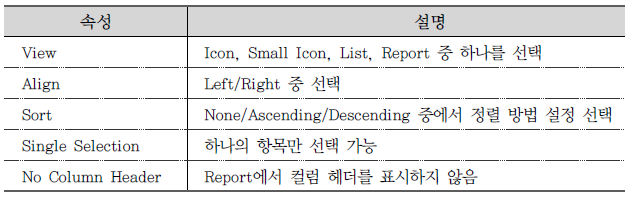 속성 설명
View Icon, Small Icon, List, Report 중 하나를 선택
Align Left/Right 중 선택
Sort None/Ascending/Descending 중에서 정렬 방법 설정 선택
Single Selection 하나의 항목만 선택 가능
No Column Header Report에서 컬럼 헤더를 표시하지 않음